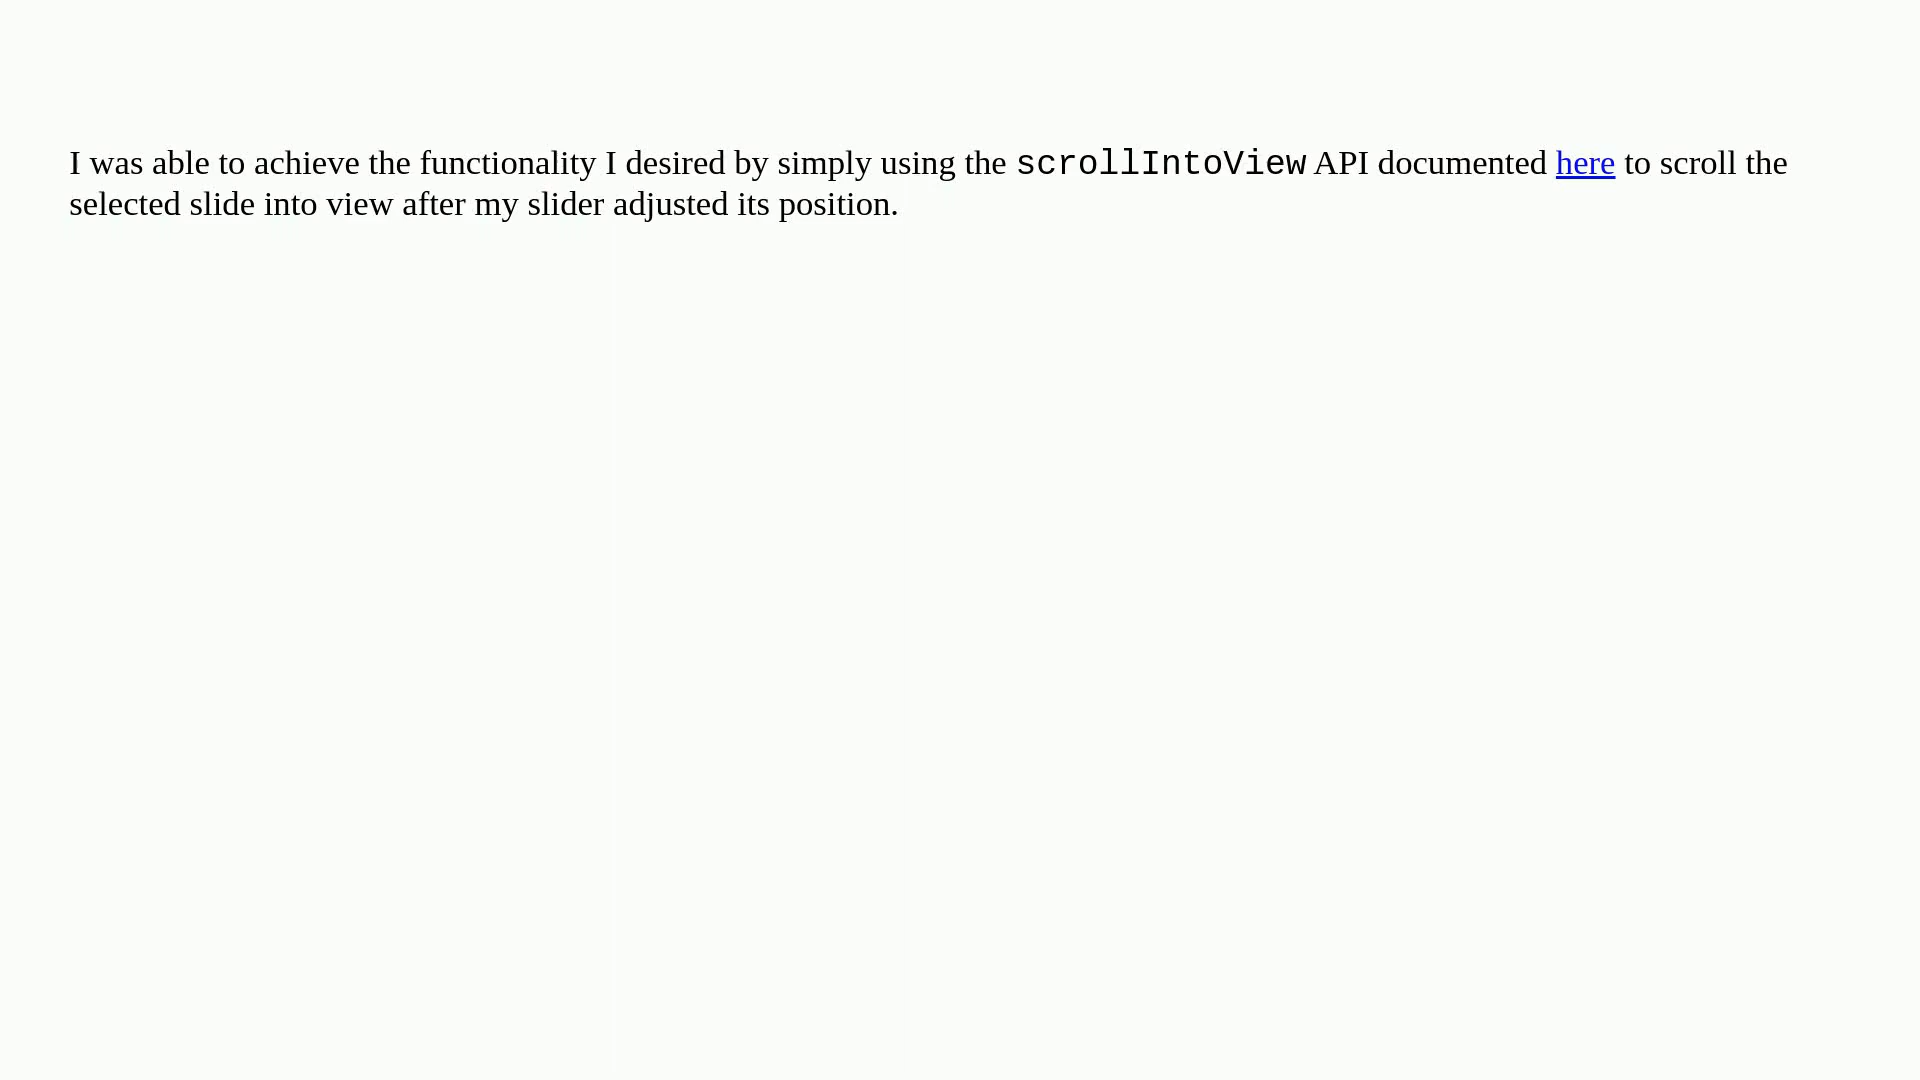 I was able to achieve the functionality I desired by simply using the scrollIntoView API documented here to scroll the
selected slide into view after my slider adjusted its position.